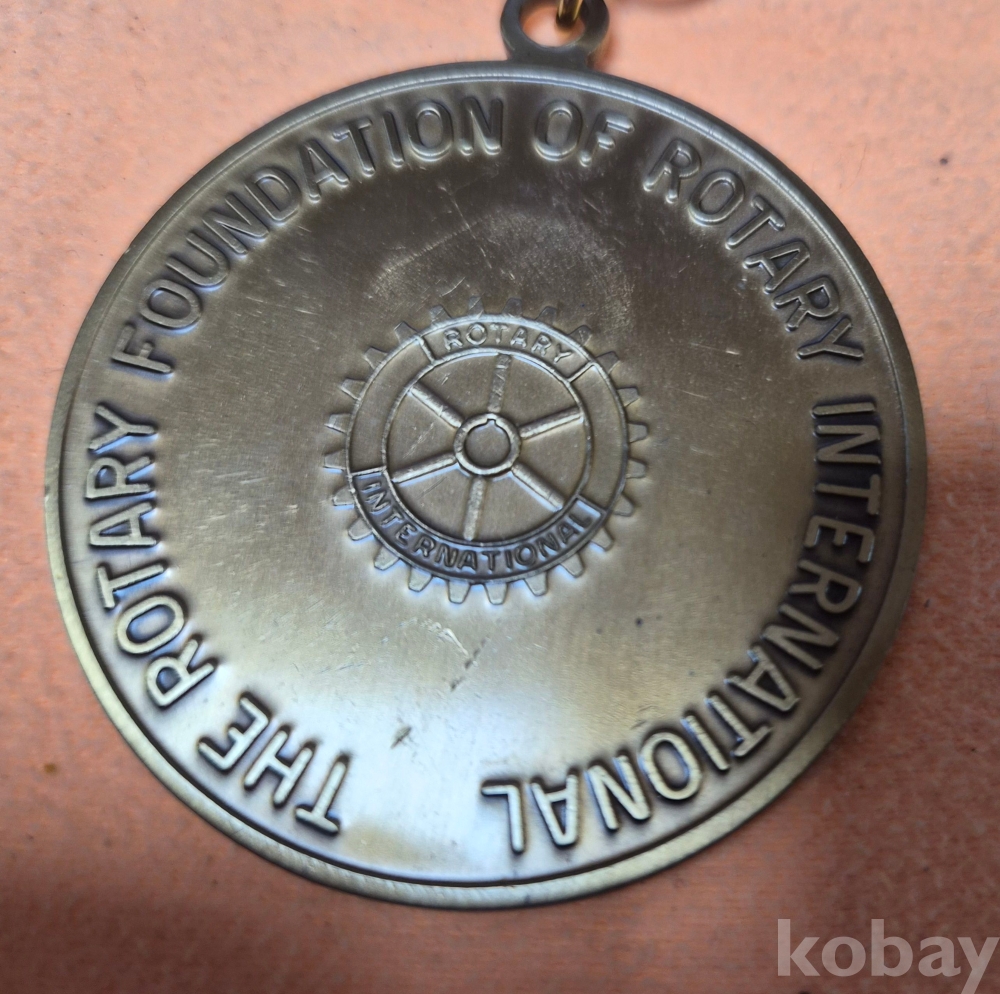 THE ROTARY FOUNDATION OF ROTARY INTERNATIONAL
ROTARY
INTERNATIONAL
kobay